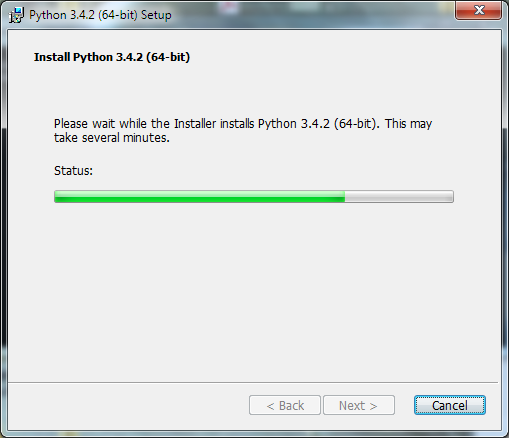 Python 3.4.2 (64-bit) Setup
Install Python 3.4.2 (64-bit)
Please wait while the Installer installs Python 3.4.2 (64-bit). This may
take several minutes.
Status:
< Back Next > Cancel